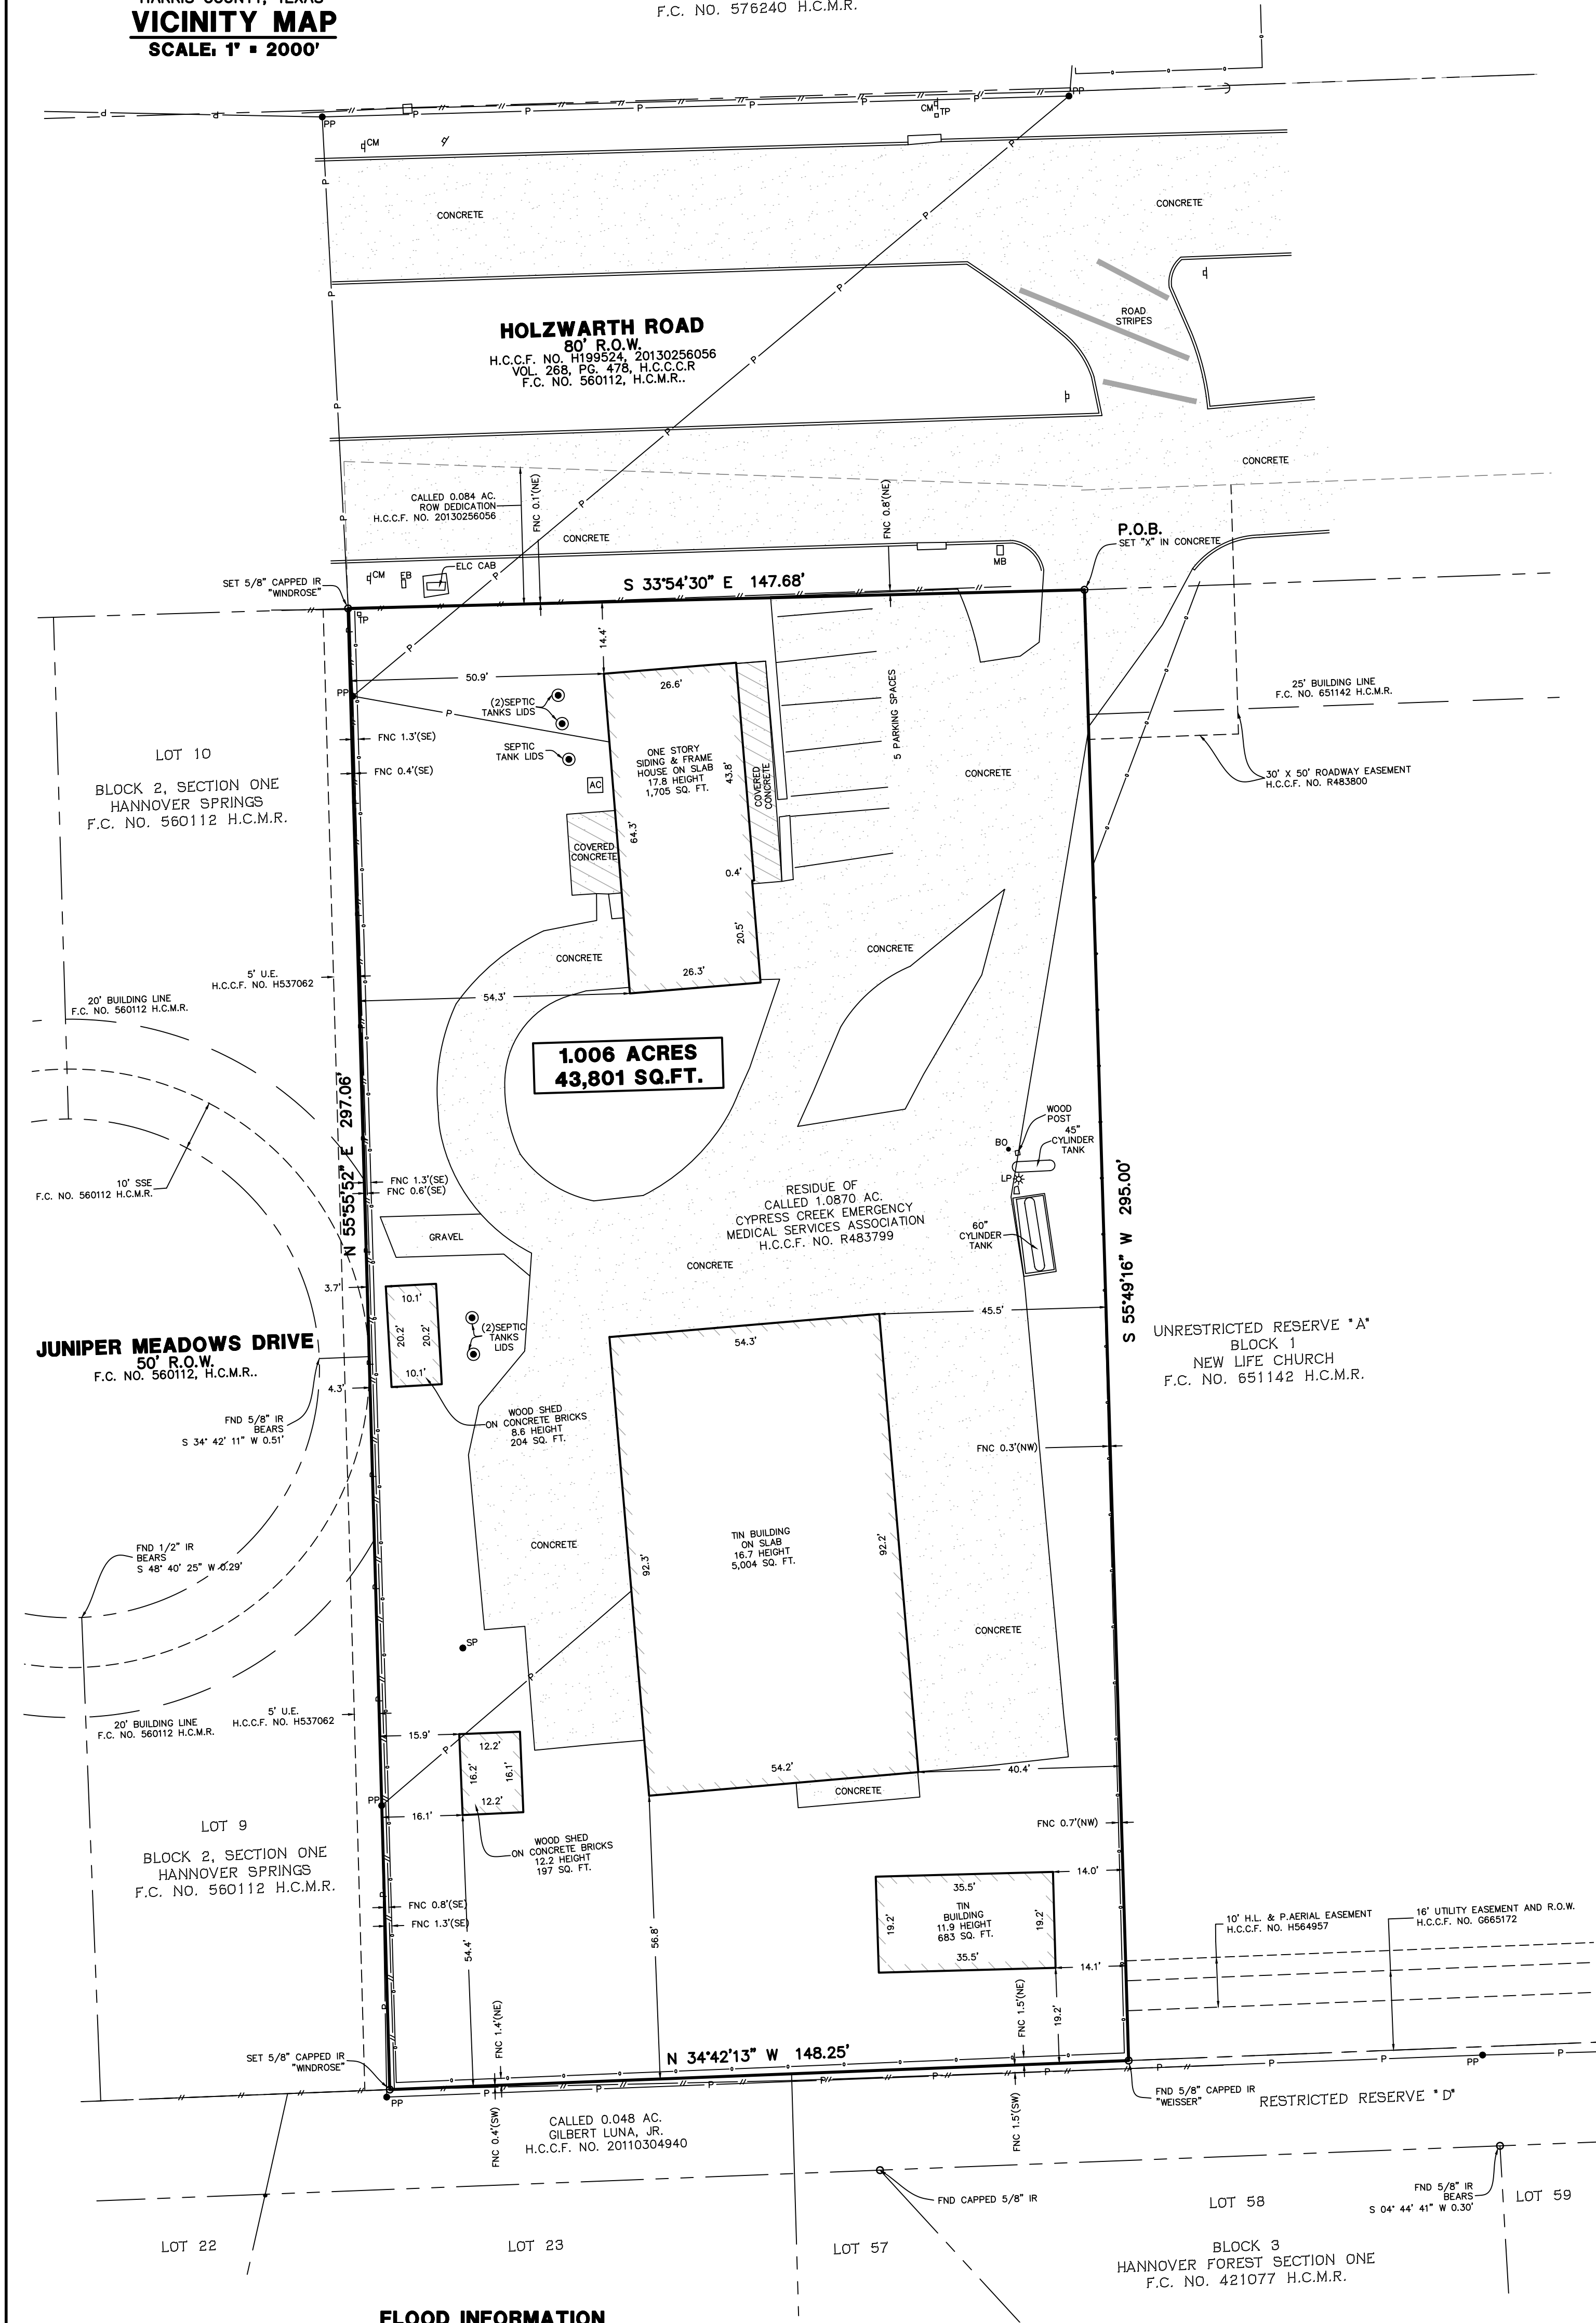 HARRIS COUNTY, TEXAS
VICINITY MAP
SCALE: 1" = 2000'
F.C. NO. 576240 H.C.M.R.
PP
P
P
P
P
CM
TP
P
PP
CM
P
CONCRETE
CONCRETE
HOLZWARTH ROAD
80' R.O.W.
H.C.C.F. NO. H199524, 20130256056
VOL. 268, PG. 478, H.C.C.C.R
F.C. NO. 560112, H.C.M.R..
ROAD
STRIPES
CONCRETE
CALLED 0.084 AC.
ROW DEDICATION
H.C.C.F. NO. 20130256056
FNC 0.1'(NE)
FNC 0.8'(NE)
CONCRETE
P.O.B.
SET "X" IN CONCRETE
MB
CM
EB
ELC CAB
SET 5/8" CAPPED IR
"WINDROSE"
S 33°54'30" E 147.68'
TP
14.4'
50.9'
PP
P
26.6'
(2)SEPTIC
TANKS LIDS
SEPTIC
TANK LIDS
FNC 1.3'(SE)
FNC 0.4'(SE)
AC
ONE STORY
SIDING & FRAME
HOUSE ON SLAB
17.8 HEIGHT
1,705 SQ. FT.
43.8'
COVERED
CONCRETE
5 PARKING SPACES
CONCRETE
25' BUILDING LINE
F.C. NO. 651142 H.C.M.R.
30' X 50' ROADWAY EASEMENT
H.C.C.F. NO. R483800
LOT 10
BLOCK 2, SECTION ONE
HANNOVER SPRINGS
F.C. NO. 560112 H.C.M.R.
COVERED
CONCRETE
64.3'
0.4'
20.5'
26.3'
CONCRETE
CONCRETE
5' U.E.
H.C.C.F. NO. H537062
20' BUILDING LINE
F.C. NO. 560112 H.C.M.R.
54.3'
1.006 ACRES
43,801 SQ.FT.
N 55°55'52" E 297.06'
10' SSE
F.C. NO. 560112 H.C.M.R.
FNC 1.3'(SE)
FNC 0.6'(SE)
WOOD
POST
45"
CYLINDER
TANK
BO
LP
60"
CYLINDER
TANK
RESIDUE OF
CALLED 1.0870 AC.
CYPRESS CREEK EMERGENCY
MEDICAL SERVICES ASSOCIATION
H.C.C.F. NO. R483799
S 55°49'16" W 295.00'
GRAVEL
CONCRETE
3.7'
10.1'
20.2'
20.2'
10.1'
4.3'
(2)SEPTIC
TANKS
LIDS
45.5'
54.3'
JUNIPER MEADOWS DRIVE
50' R.O.W.
F.C. NO. 560112, H.C.M.R..
UNRESTRICTED RESERVE "A"
BLOCK 1
NEW LIFE CHURCH
F.C. NO. 651142 H.C.M.R.
FND 5/8" IR
BEARS
S 34° 42' 11" W 0.51'
WOOD SHED
ON CONCRETE BRICKS
8.6 HEIGHT
204 SQ. FT.
FNC 0.3'(NW)
FND 1/2" IR
BEARS
S 48° 40' 25" W 0.29'
CONCRETE
92.3'
TIN BUILDING
ON SLAB
16.7 HEIGHT
5,004 SQ. FT.
92.2'
CONCRETE
SP
P
5' U.E.
H.C.C.F. NO. H537062
20' BUILDING LINE
F.C. NO. 560112 H.C.M.R.
15.9'
P
12.2'
16.2'
16.1'
12.2'
PP
16.1'
54.2'
CONCRETE
40.4'
FNC 0.7'(NW)
LOT 9
BLOCK 2, SECTION ONE
HANNOVER SPRINGS
F.C. NO. 560112 H.C.M.R.
WOOD SHED
ON CONCRETE BRICKS
12.2 HEIGHT
197 SQ. FT.
14.0'
35.5'
19.2'
TIN
BUILDING
11.9 HEIGHT
683 SQ. FT.
19.2'
35.5'
14.1'
FNC 0.8'(SE)
FNC 1.3'(SE)
54.4'
56.8'
10' H.L. & P.AERIAL EASEMENT
H.C.C.F. NO. H564957
16' UTILITY EASEMENT AND R.O.W.
H.C.C.F. NO. G665172
FNC 1.4'(NE)
FNC 1.5'(NE)
19.2'
SET 5/8" CAPPED IR
"WINDROSE"
N 34°42'13" W 148.25'
PP
P
P
P
PP
FND 5/8" CAPPED IR
"WEISSER"
RESTRICTED RESERVE "D"
FNC 0.4'(SW)
FNC 1.5'(SW)
CALLED 0.048 AC.
GILBERT LUNA, JR.
H.C.C.F. NO. 20110304940
FND CAPPED 5/8" IR
FND 5/8" IR
BEARS
S 04° 44' 41" W 0.30'
LOT 58
LOT 59
LOT 22
LOT 23
LOT 57
BLOCK 3
HANNOVER FOREST SECTION ONE
F.C. NO. 421077 H.C.M.R.
FLOOD INFORMATION